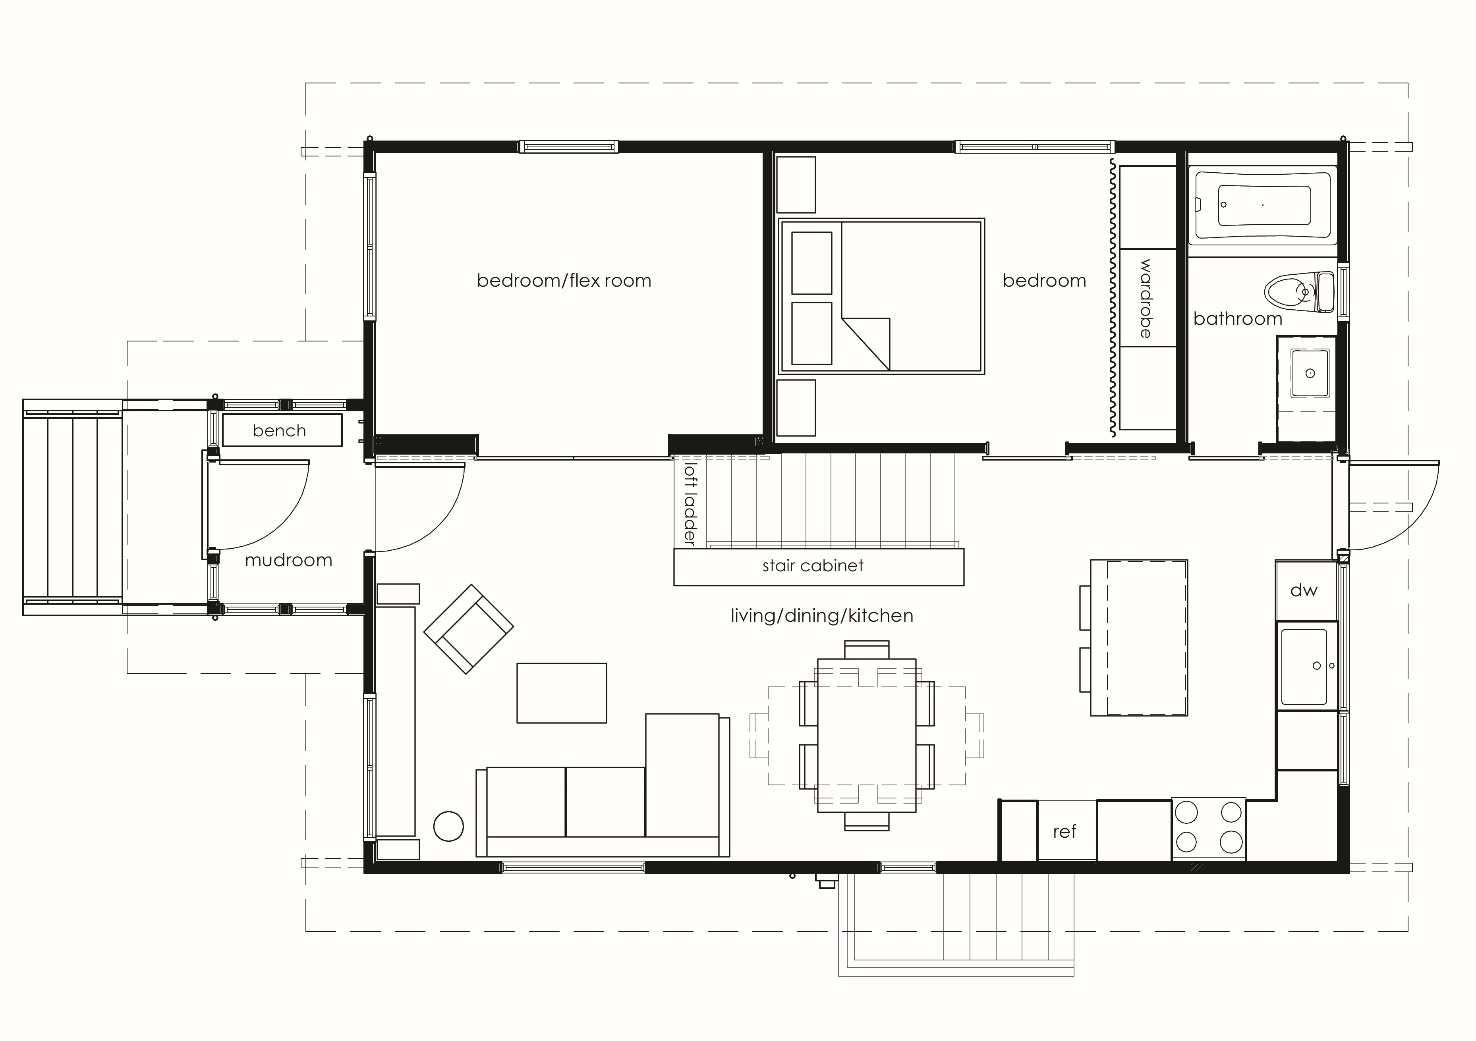 bedroom/flex room
bedroom
wardrobe
bathroom
bench
mudroom
loft ladder
stair cabinet
living/dining/kitchen
dw
ref